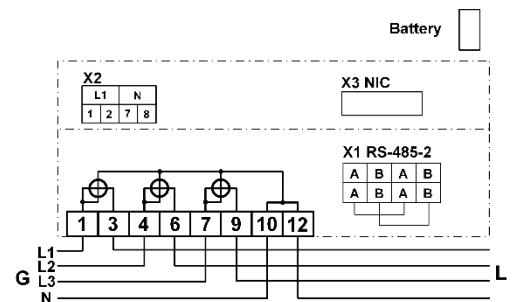 Battery
X2
L1 N
1 2 7 8
X3 NIC
X1 RS-485-2
A B A B
A B A B
1 3 4 6 7 9 10 12
L1
L2
G L3 L
N